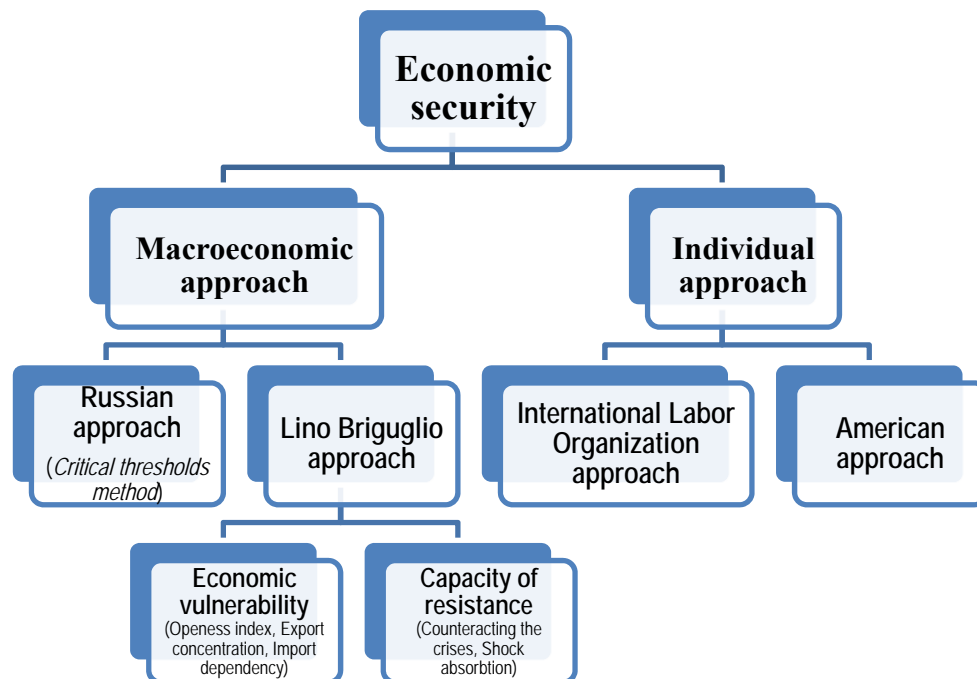 Economic
security
Macroeconomic
approach
Individual
approach
Russian
approach
(Critical thresholds
method)
Lino Briguglio
approach
International Labor
Organization
approach
American
approach
Economic
vulnerability
(Openess index, Export
concentration, Import
dependency)
Capacity of
resistance
(Counteracting the
crises, Shock
absorbtion)